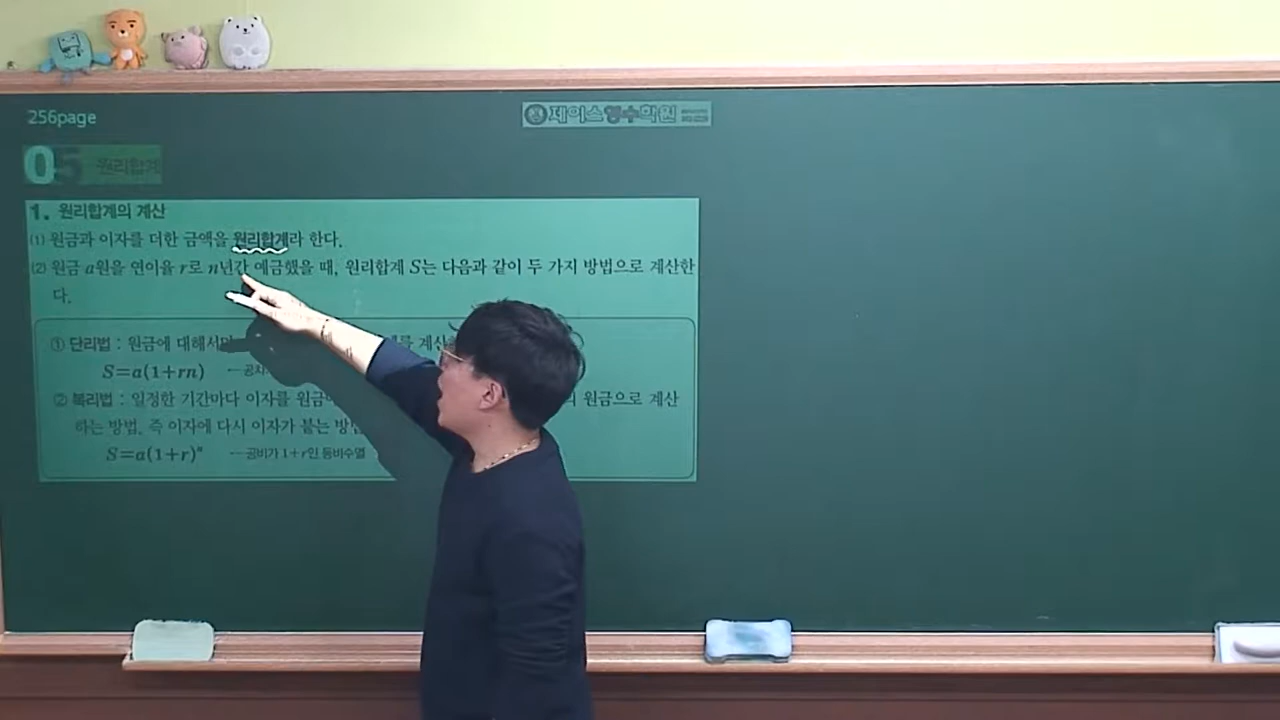 256page
제이스영수학원
05 원리합계
1. 원리합계의 계산
(1) 원금과 이자를 더한 금액을 원리합계라 한다.
(2) 원금 a원을 연이율 r로 n년간 예금했을 때, 원리합계 S는 다음과 같이 두 가지 방법으로 계산한
다.
① 단리법 : 원금에 대해서만 를 계산
S=a(1+rn) ←
② 복리법 : 일정한 기간마다 이자를 원금 원금으로 계산
하는 방법, 즉 이자에 다시 이자가 붙는 방법
S=a(1+r)ⁿ ←공비가 1+r인 등비수열